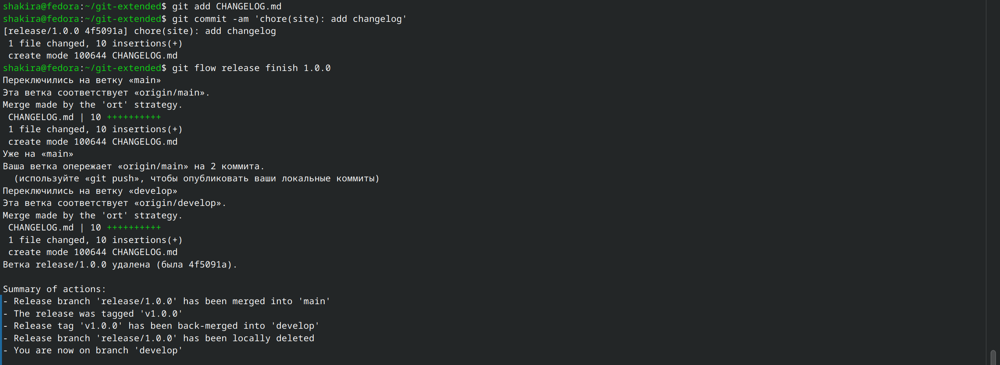 shakira@fedora:~/git-extended$ git add CHANGELOG.md
shakira@fedora:~/git-extended$ git commit -am 'chore(site): add changelog'
[release/1.0.0 4f5091a] chore(site): add changelog
 1 file changed, 10 insertions(+)
 create mode 100644 CHANGELOG.md
shakira@fedora:~/git-extended$ git flow release finish 1.0.0
Переключились на ветку «main»
Эта ветка соответствует «origin/main».
Merge made by the 'ort' strategy.
 CHANGELOG.md | 10 ++++++++++
 1 file changed, 10 insertions(+)
 create mode 100644 CHANGELOG.md
Уже на «main»
Ваша ветка опережает «origin/main» на 2 коммита.
  (используйте «git push», чтобы опубликовать ваши локальные коммиты)
Переключились на ветку «develop»
Эта ветка соответствует «origin/develop».
Merge made by the 'ort' strategy.
 CHANGELOG.md | 10 ++++++++++
 1 file changed, 10 insertions(+)
 create mode 100644 CHANGELOG.md
Ветка release/1.0.0 удалена (была 4f5091a).

Summary of actions:
- Release branch 'release/1.0.0' has been merged into 'main'
- The release was tagged 'v1.0.0'
- Release tag 'v1.0.0' has been back-merged into 'develop'
- Release branch 'release/1.0.0' has been locally deleted
- You are now on branch 'develop'